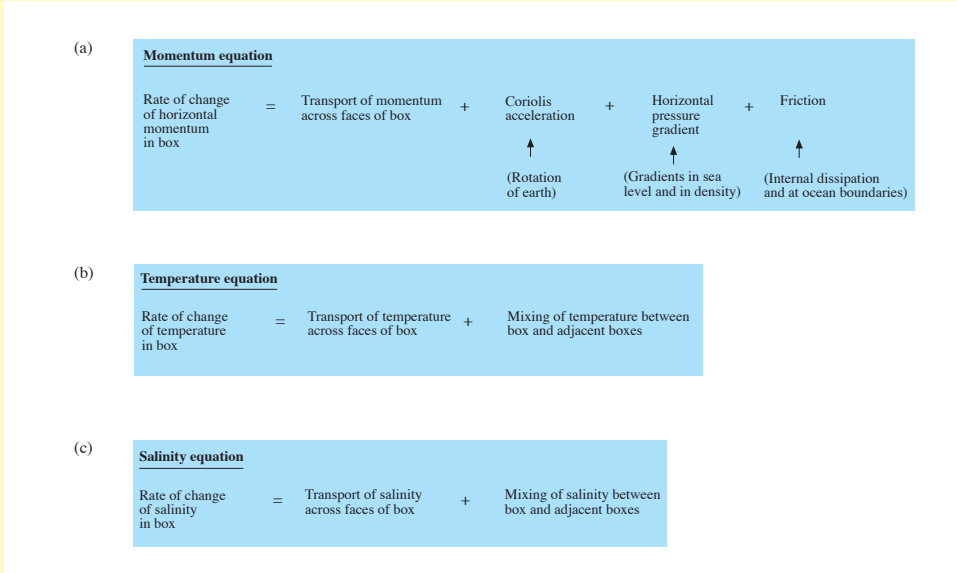 (a)
Momentum equation
Rate of change
of horizontal
momentum
in box
=
Transport of momentum
across faces of box
+
Coriolis
acceleration
+
Horizontal
pressure
gradient
+
Friction
(Rotation
of earth)
(Gradients in sea
level and in density)
(Internal dissipation
and at ocean boundaries)
(b)
Temperature equation
Rate of change
of temperature
in box
=
Transport of temperature
across faces of box
+
Mixing of temperature between
box and adjacent boxes
(c)
Salinity equation
Rate of change
of salinity
in box
=
Transport of salinity
across faces of box
+
Mixing of salinity between
box and adjacent boxes